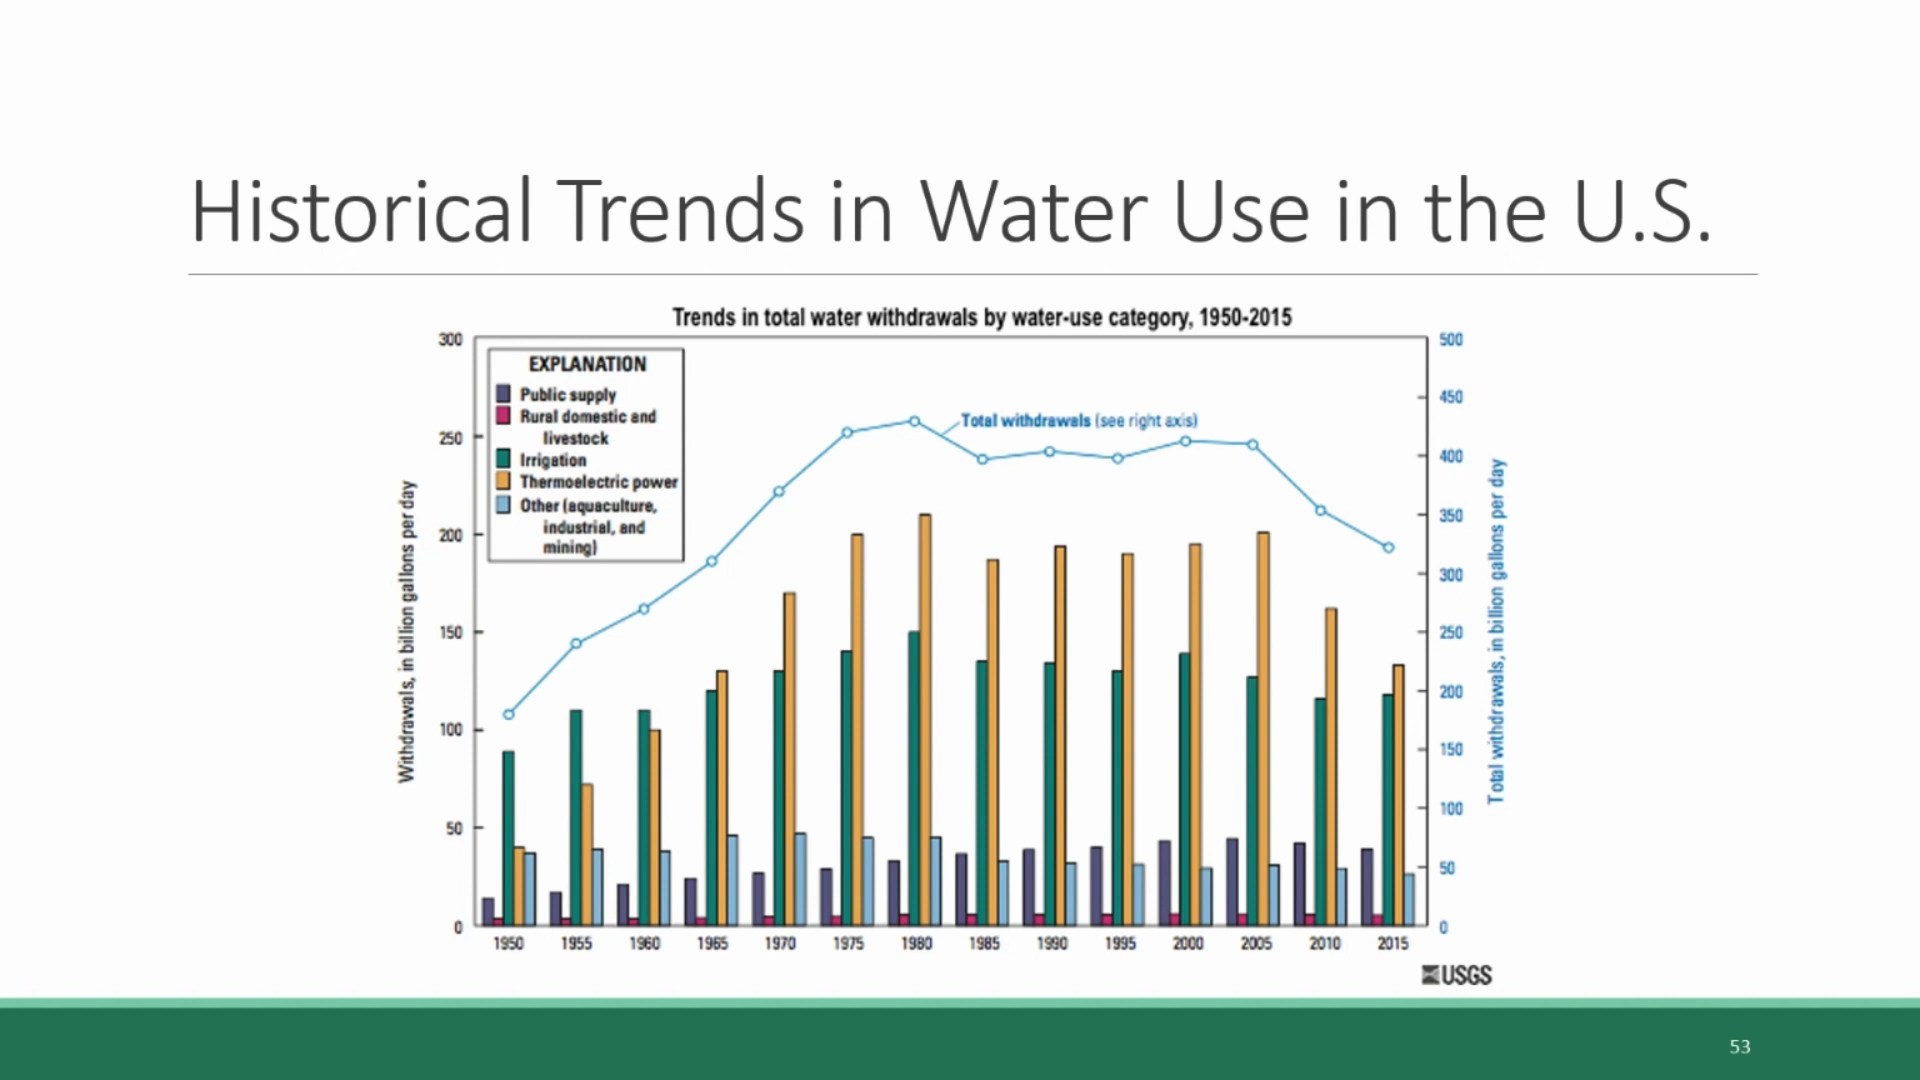 Historical Trends in Water Use in the U.S.
Trends in total water withdrawals by water-use category, 1950-2015
300
250
200
150
100
50
0
Withdrawals, in billion gallons per day
EXPLANATION
Public supply
Rural domestic and
livestock
Irrigation
Thermoelectric power
Other (aquaculture,
industrial, and
mining)
Total withdrawals (see right axis)
500
450
400
350
300
250
200
150
100
50
0
Total withdrawals, in billion gallons per day
1950 1955 1960 1965 1970 1975 1980 1985 1990 1995 2000 2005 2010 2015
USGS
53